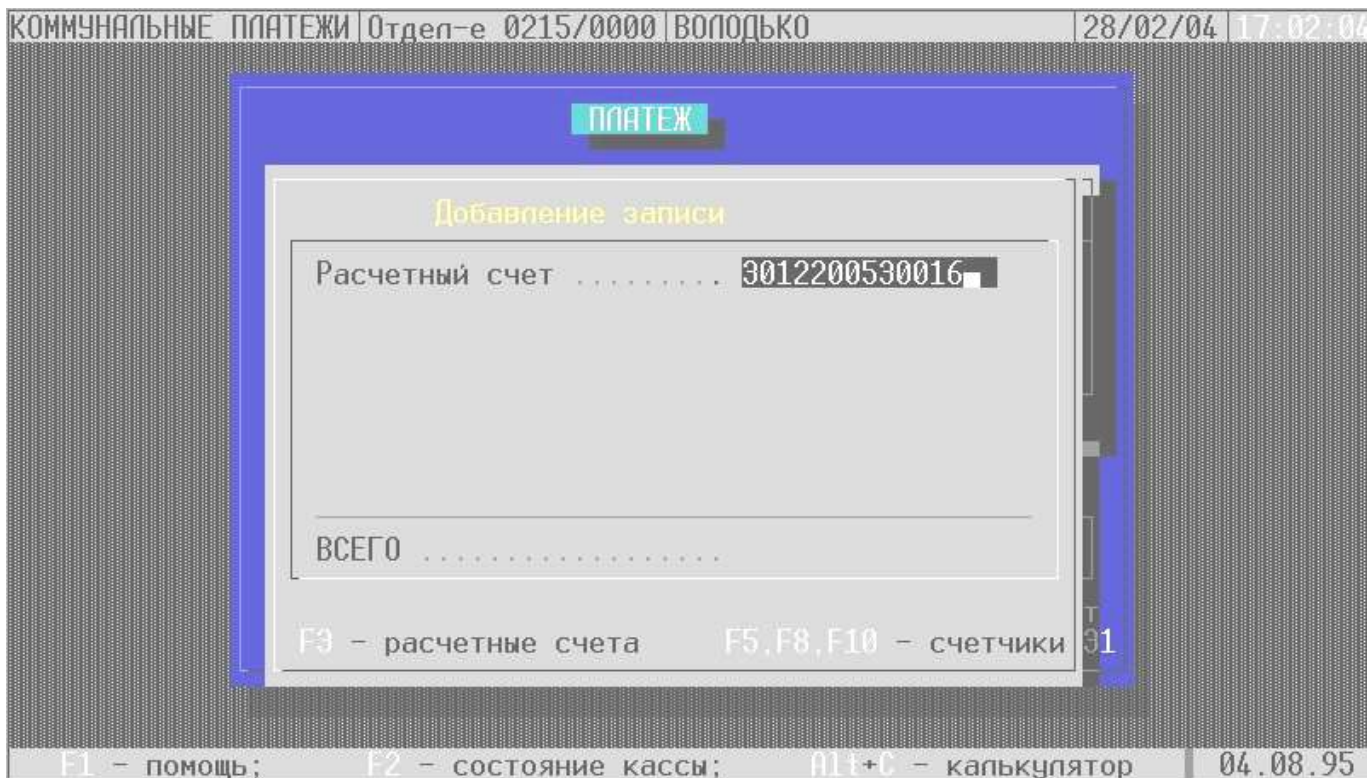 КОММУНАЛЬНЫЕ ПЛАТЕЖИ Отдел-е 0215/0000 ВОЛОДЬКО 28/02/04 17:02:04
ПЛАТЕЖ
Добавление записи
Расчетный счет ......... 3012200530016
ВСЕГО ..................
F3 - расчетные счета F5,F8,F10 - счетчики 31
F1 - помощь; F2 - состояние кассы; Alt+C - калькулятор 04.08.95